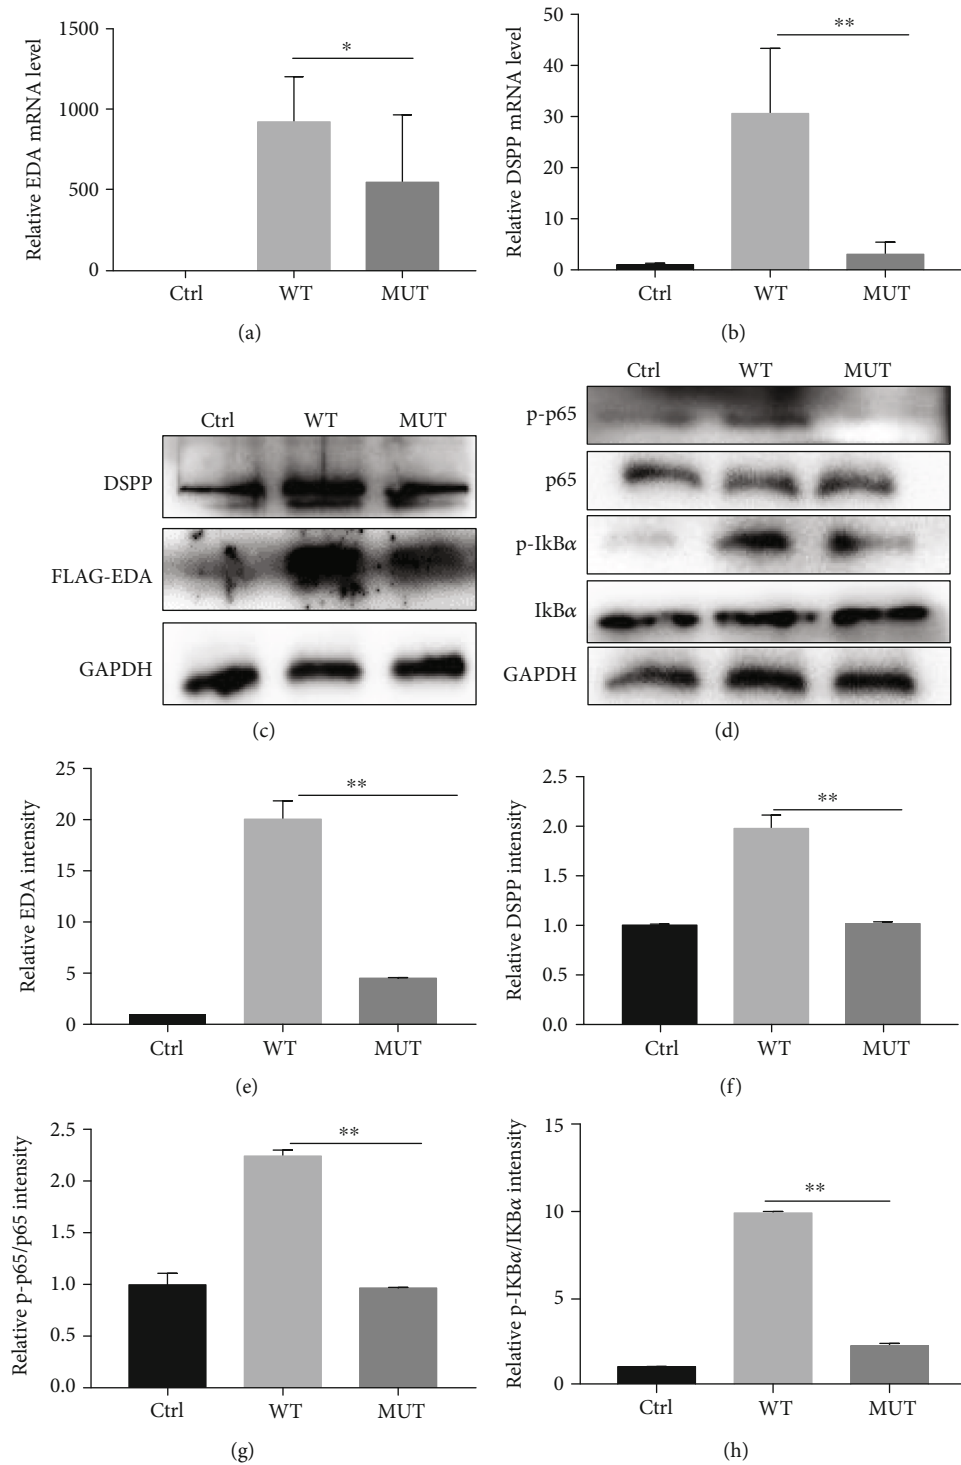 Relative EDA mRNA level
1500
1000
500
0
*
Ctrl WT MUT
(a)
Relative DSPP mRNA level
50
40
30
20
10
0
**
Ctrl WT MUT
(b)
Ctrl WT MUT
DSPP
FLAG-EDA
GAPDH
(c)
Ctrl WT MUT
p-p65
p65
p-IkBα
IkBα
GAPDH
(d)
Relative EDA intensity
25
20
15
10
5
0
**
Ctrl WT MUT
(e)
Relative DSPP intensity
2.5
2.0
1.5
1.0
0.5
0.0
**
Ctrl WT MUT
(f)
Relative p-p65/p65 intensity
2.5
2.0
1.5
1.0
0.5
0.0
**
Ctrl WT MUT
(g)
Relative p-IKBα/IKBα intensity
15
10
5
0
**
Ctrl WT MUT
(h)